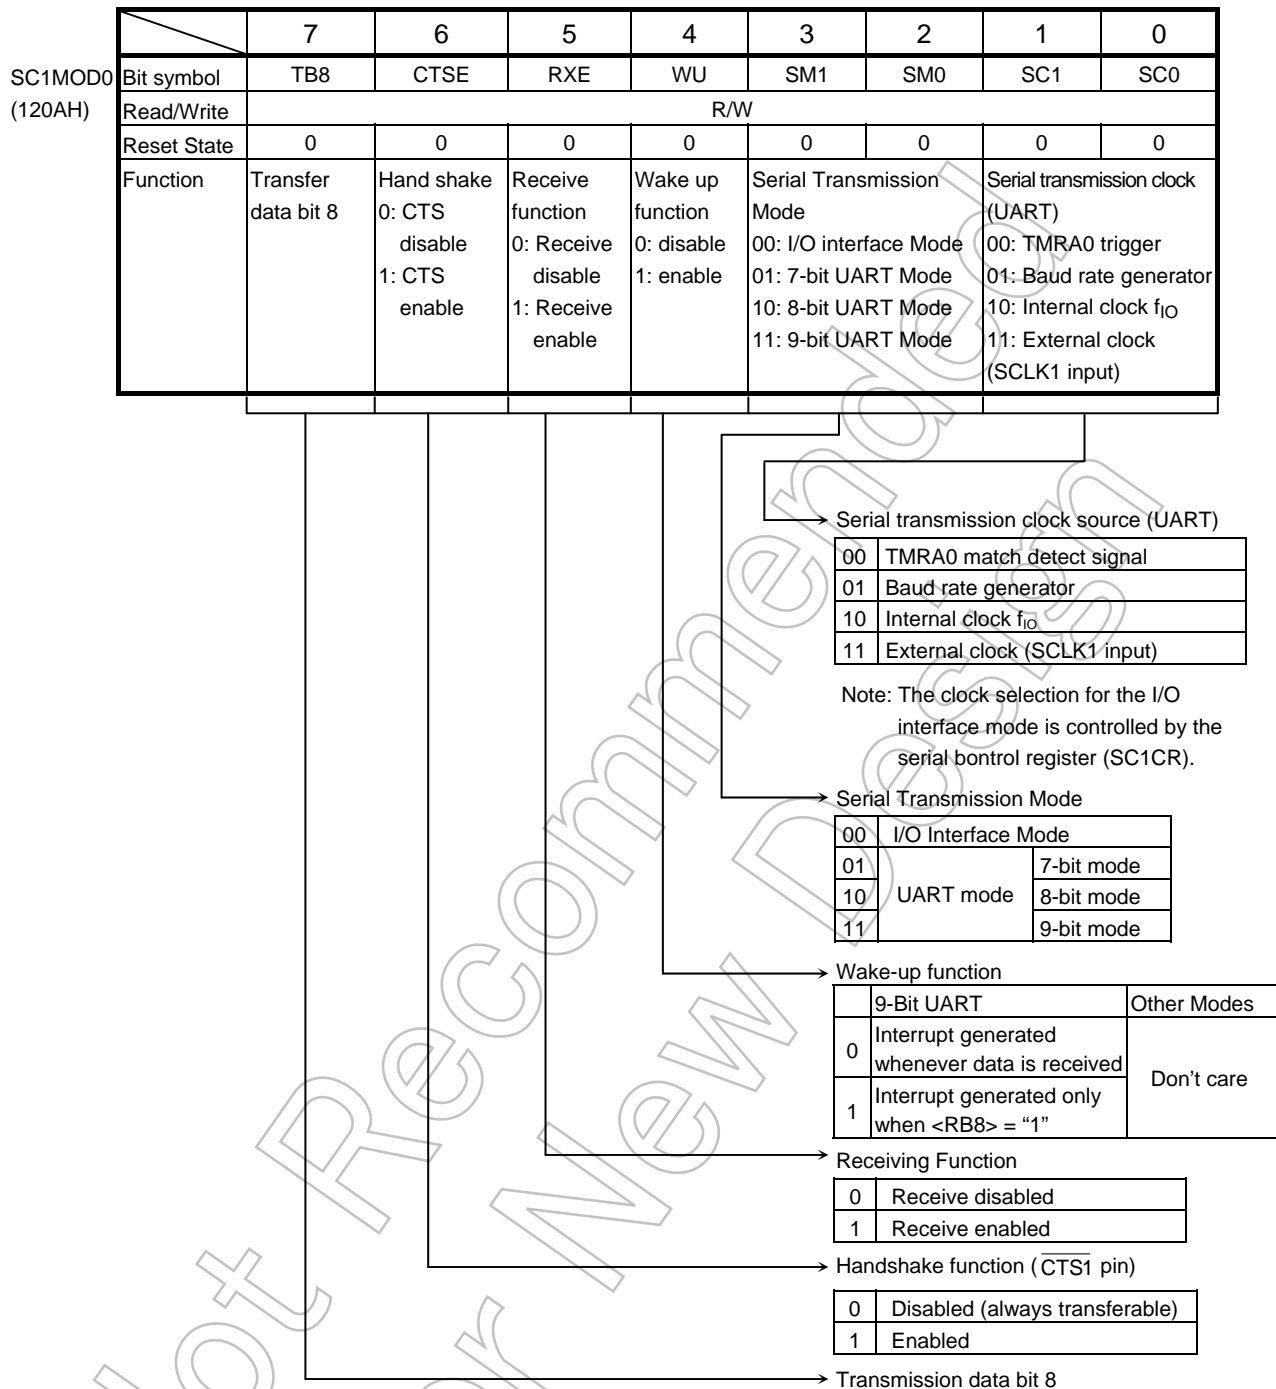 7 6 5 4 3 2 1 0
SC1MOD0 Bit symbol TB8 CTSE RXE WU SM1 SM0 SC1 SC0
(120AH) Read/Write R/W
Reset State 0 0 0 0 0 0 0 0
Function Transfer Hand shake Receive Wake up Serial Transmission Serial transmission clock
data bit 8 0: CTS function function Mode (UART)
disable 0: Receive 0: disable 00: I/O interface Mode 00: TMRA0 trigger
1: CTS disable 1: enable 01: 7-bit UART Mode 01: Baud rate generator
enable 1: Receive 10: 8-bit UART Mode 10: Internal clock fIO
enable 11: 9-bit UART Mode 11: External clock
(SCLK1 input)
Serial transmission clock source (UART)
00 TMRA0 match detect signal
01 Baud rate generator
10 Internal clock fIO
11 External clock (SCLK1 input)
Note: The clock selection for the I/O
interface mode is controlled by the
serial bontrol register (SC1CR).
Serial Transmission Mode
00 I/O Interface Mode
01 7-bit mode
10 UART mode 8-bit mode
11 9-bit mode
Wake-up function
9-Bit UART Other Modes
0 Interrupt generated
whenever data is received
Don't care
1 Interrupt generated only
when <RB8> = “1”
Receiving Function
0 Receive disabled
1 Receive enabled
Handshake function (CTS1 pin)
0 Disabled (always transferable)
1 Enabled
Transmission data bit 8
Not Recommended
for New Design